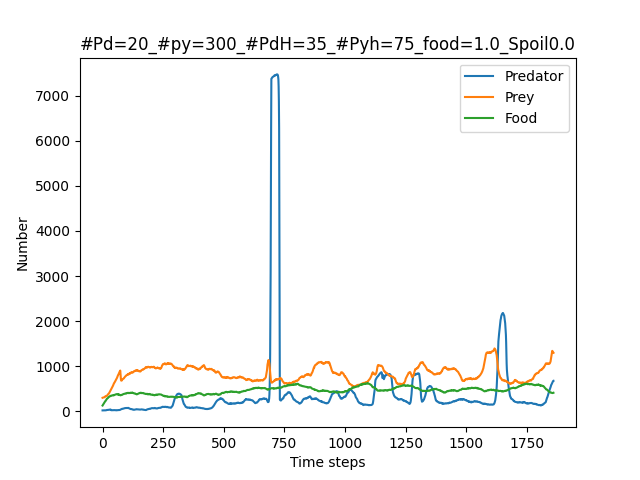 #Pd=20_#py=300_#PdH=35_#Pyh=75_food=1.0_Spoil0.0
Predator
Prey
Food
7000
6000
5000
4000
3000
2000
1000
0
Number
0 250 500 750 1000 1250 1500 1750
Time steps